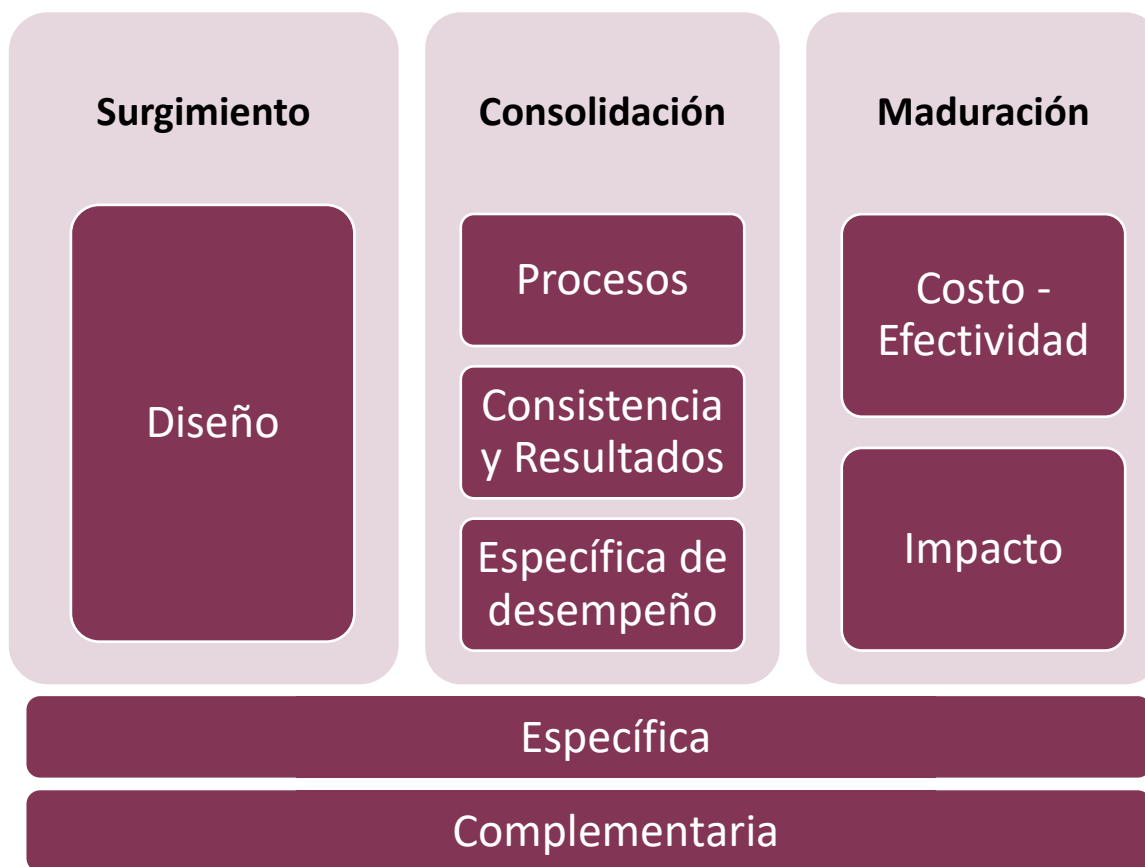 Surgimiento
Diseño
Consolidación
Procesos
Consistencia
y Resultados
Específica de
desempeño
Maduración
Costo -
Efectividad
Impacto
Específica
Complementaria